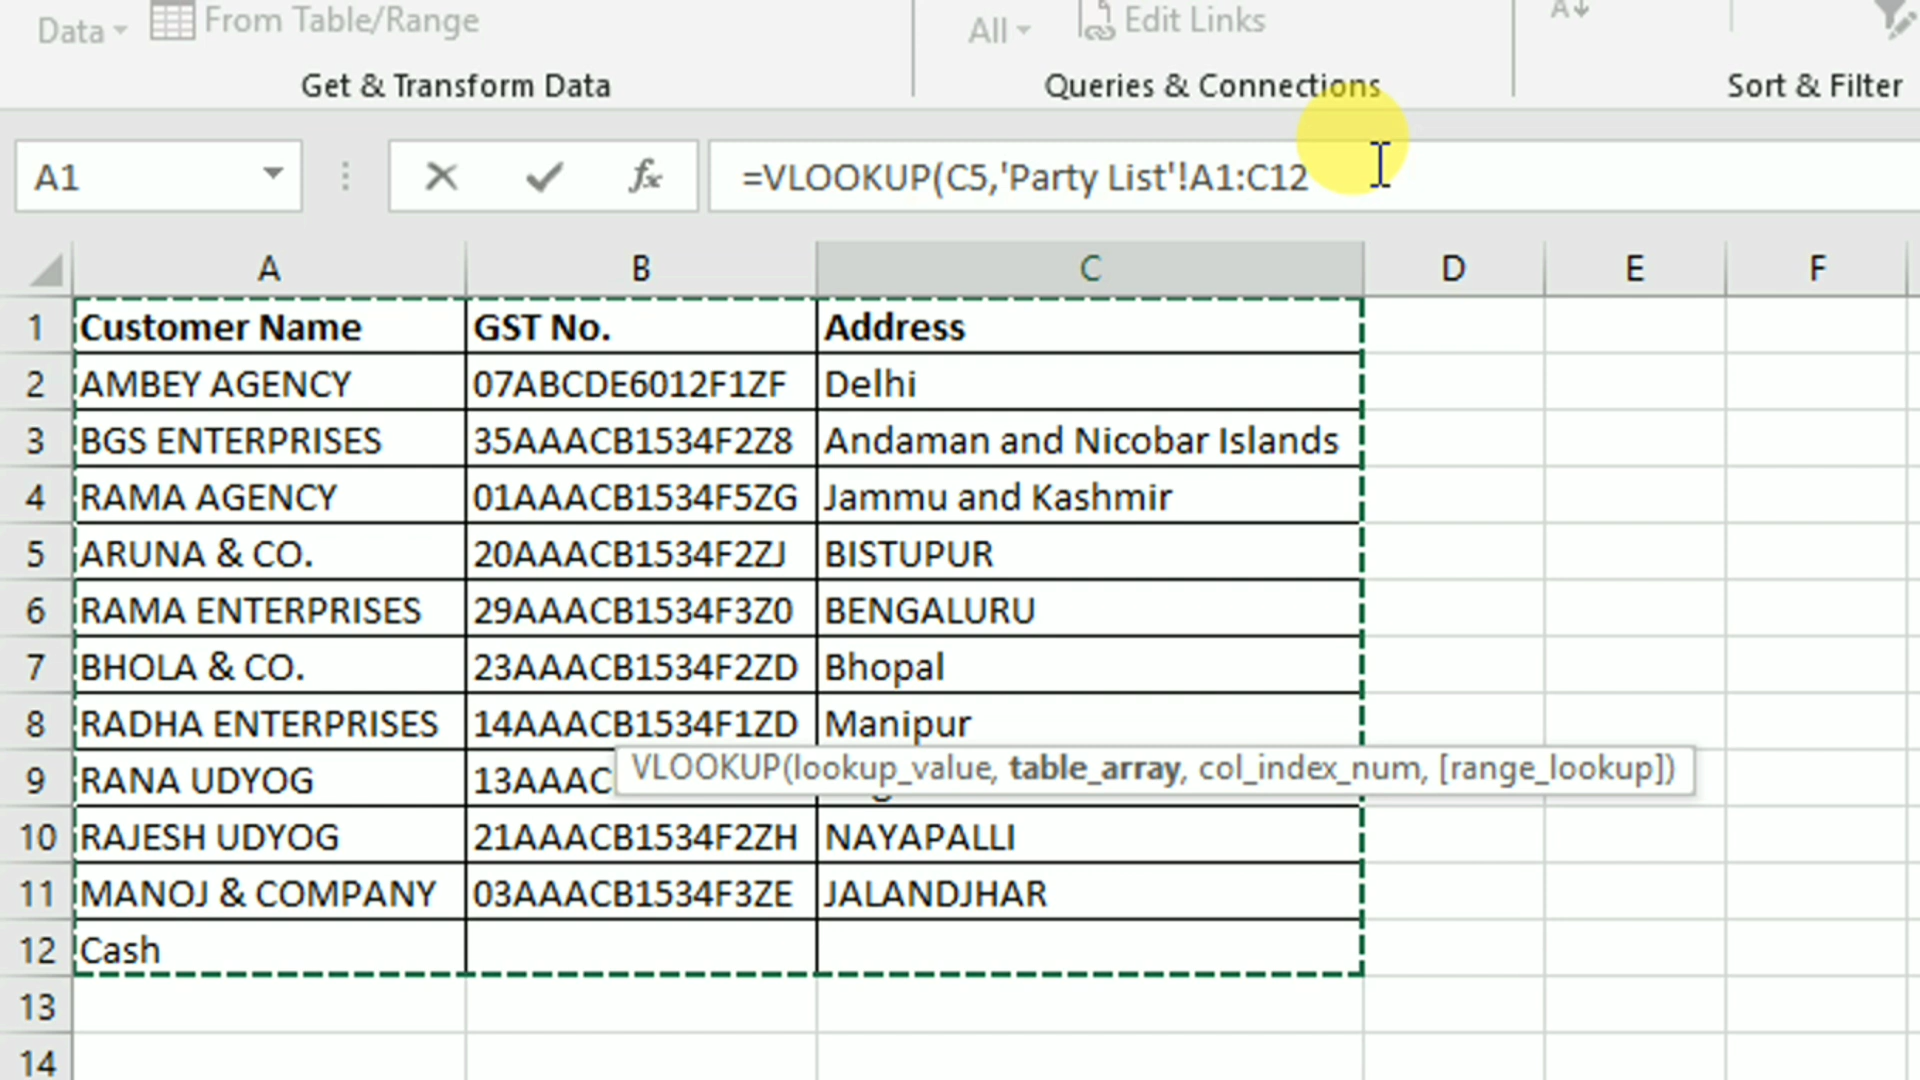 Data From Table/Range All Edit Links
Get & Transform Data Queries & Connections Sort & Filter
A1 fx =VLOOKUP(C5,'Party List'!A1:C12
A B C D E F
1 Customer Name GST No. Address
2 AMBEY AGENCY 07ABCDE6012F1ZF Delhi
3 BGS ENTERPRISES 35AAACB1534F2Z8 Andaman and Nicobar Islands
4 RAMA AGENCY 01AAACB1534F5ZG Jammu and Kashmir
5 ARUNA & CO. 20AAACB1534F2ZJ BISTUPUR
6 RAMA ENTERPRISES 29AAACB1534F3Z0 BENGALURU
7 BHOLA & CO. 23AAACB1534F2ZD Bhopal
8 RADHA ENTERPRISES 14AAACB1534F1ZD Manipur
VLOOKUP(lookup_value, table_array, col_index_num, [range_lookup])
9 RANA UDYOG 13AAAC
10 RAJESH UDYOG 21AAACB1534F2ZH NAYAPALLI
11 MANOJ & COMPANY 03AAACB1534F3ZE JALANDJHAR
12 Cash
13
14